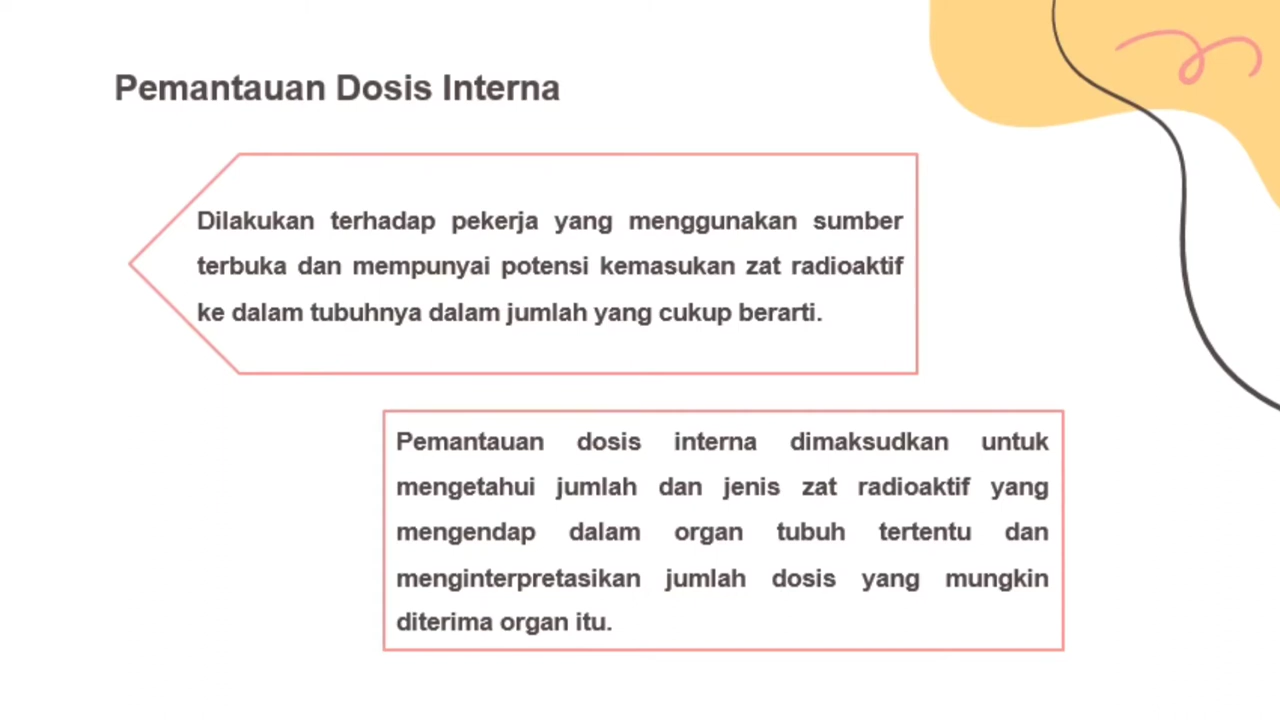 Pemantauan Dosis Interna
Dilakukan terhadap pekerja yang menggunakan sumber
terbuka dan mempunyai potensi kemasukan zat radioaktif
ke dalam tubuhnya dalam jumlah yang cukup berarti.
Pemantauan dosis interna dimaksudkan untuk
mengetahui jumlah dan jenis zat radioaktif yang
mengendap dalam organ tubuh tertentu dan
menginterpretasikan jumlah dosis yang mungkin
diterima organ itu.